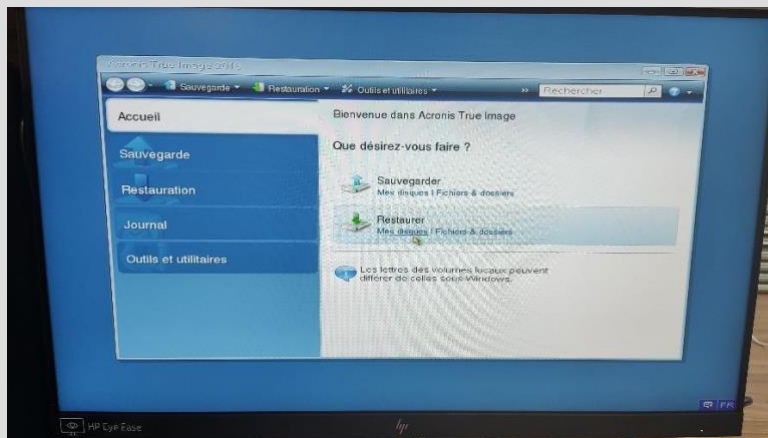 Acronis True Image 2014
Sauvegarde Restauration Outils et utilitaires » Rechercher
Accueil
Sauvegarde
Restauration
Journal
Outils et utilitaires
Bienvenue dans Acronis True Image
Que désirez-vous faire ?
Sauvegarder
Mes disques | Fichiers & dossiers
Restaurer
Mes disques | Fichiers & dossiers
Les lettres des volumes locaux peuvent
différer de celles sous Windows.
FR
HP Eye Ease
hp